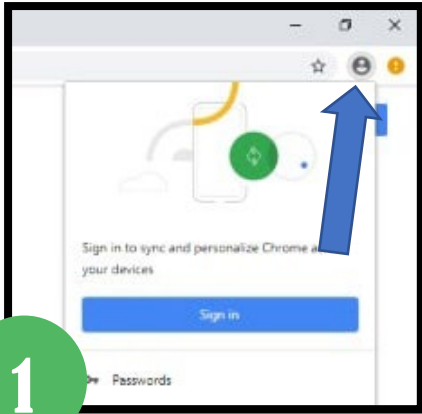 Sign in to sync and personalize Chrome a
your devices
Sign in
Passwords
1